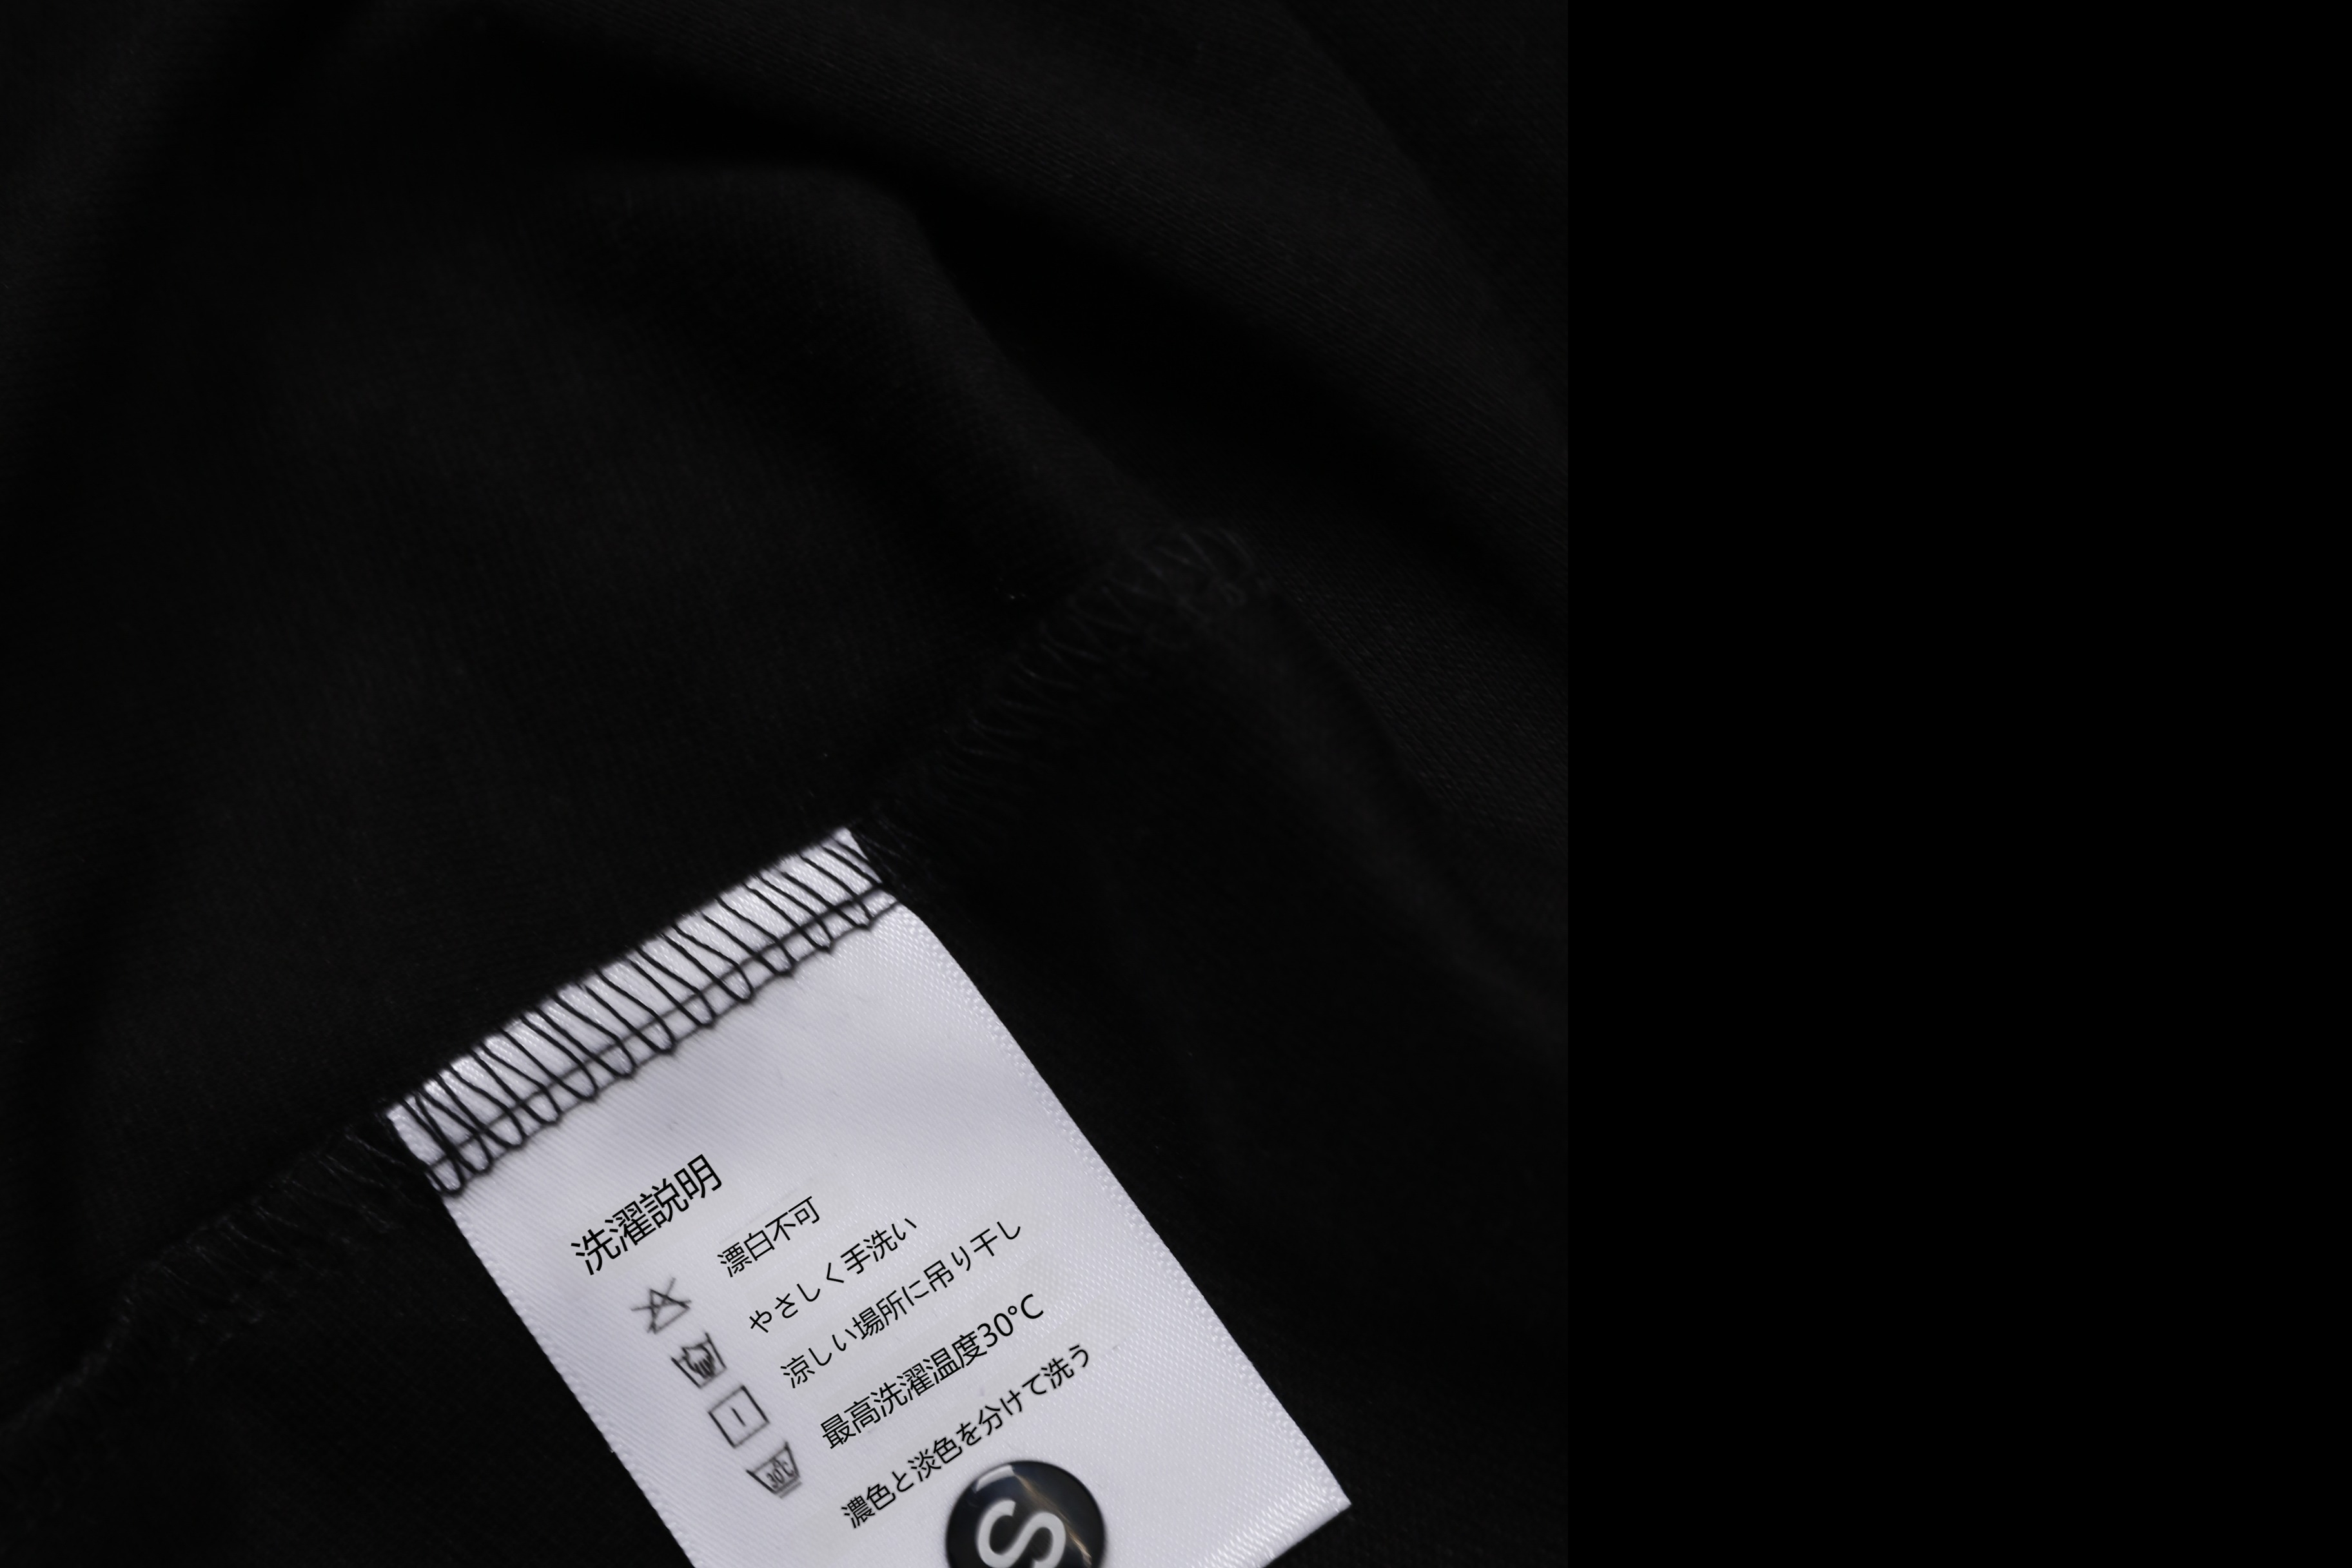 洗濯説明
漂白不可
やさしく手洗い
涼しい場所に吊り干し
最高洗濯温度30℃
30℃
濃色と淡色を分けて洗う
S